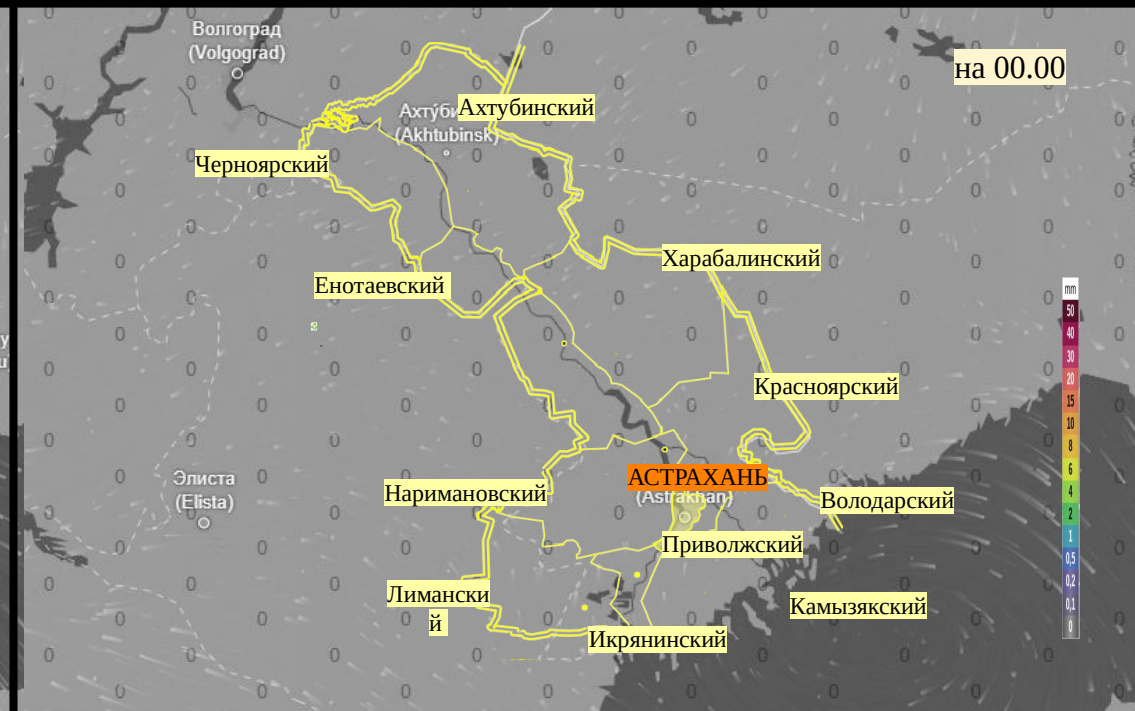 Волгоград
(Volgograd)
на 00.00
Ахту́би
Ахтубинский
(Akhtubinsk)
Черноярский
Харабалинский
Енотаевский
mm
50
40
30
20
15
10
8
6
4
2
1
0,5
0,2
0,1
0
Красноярский
Элиста
(Elista)
АСТРАХАНЬ
(Astrakhan)
Наримановский
Володарский
Приволжский
Лимански
й
Камызякский
Икрянинский